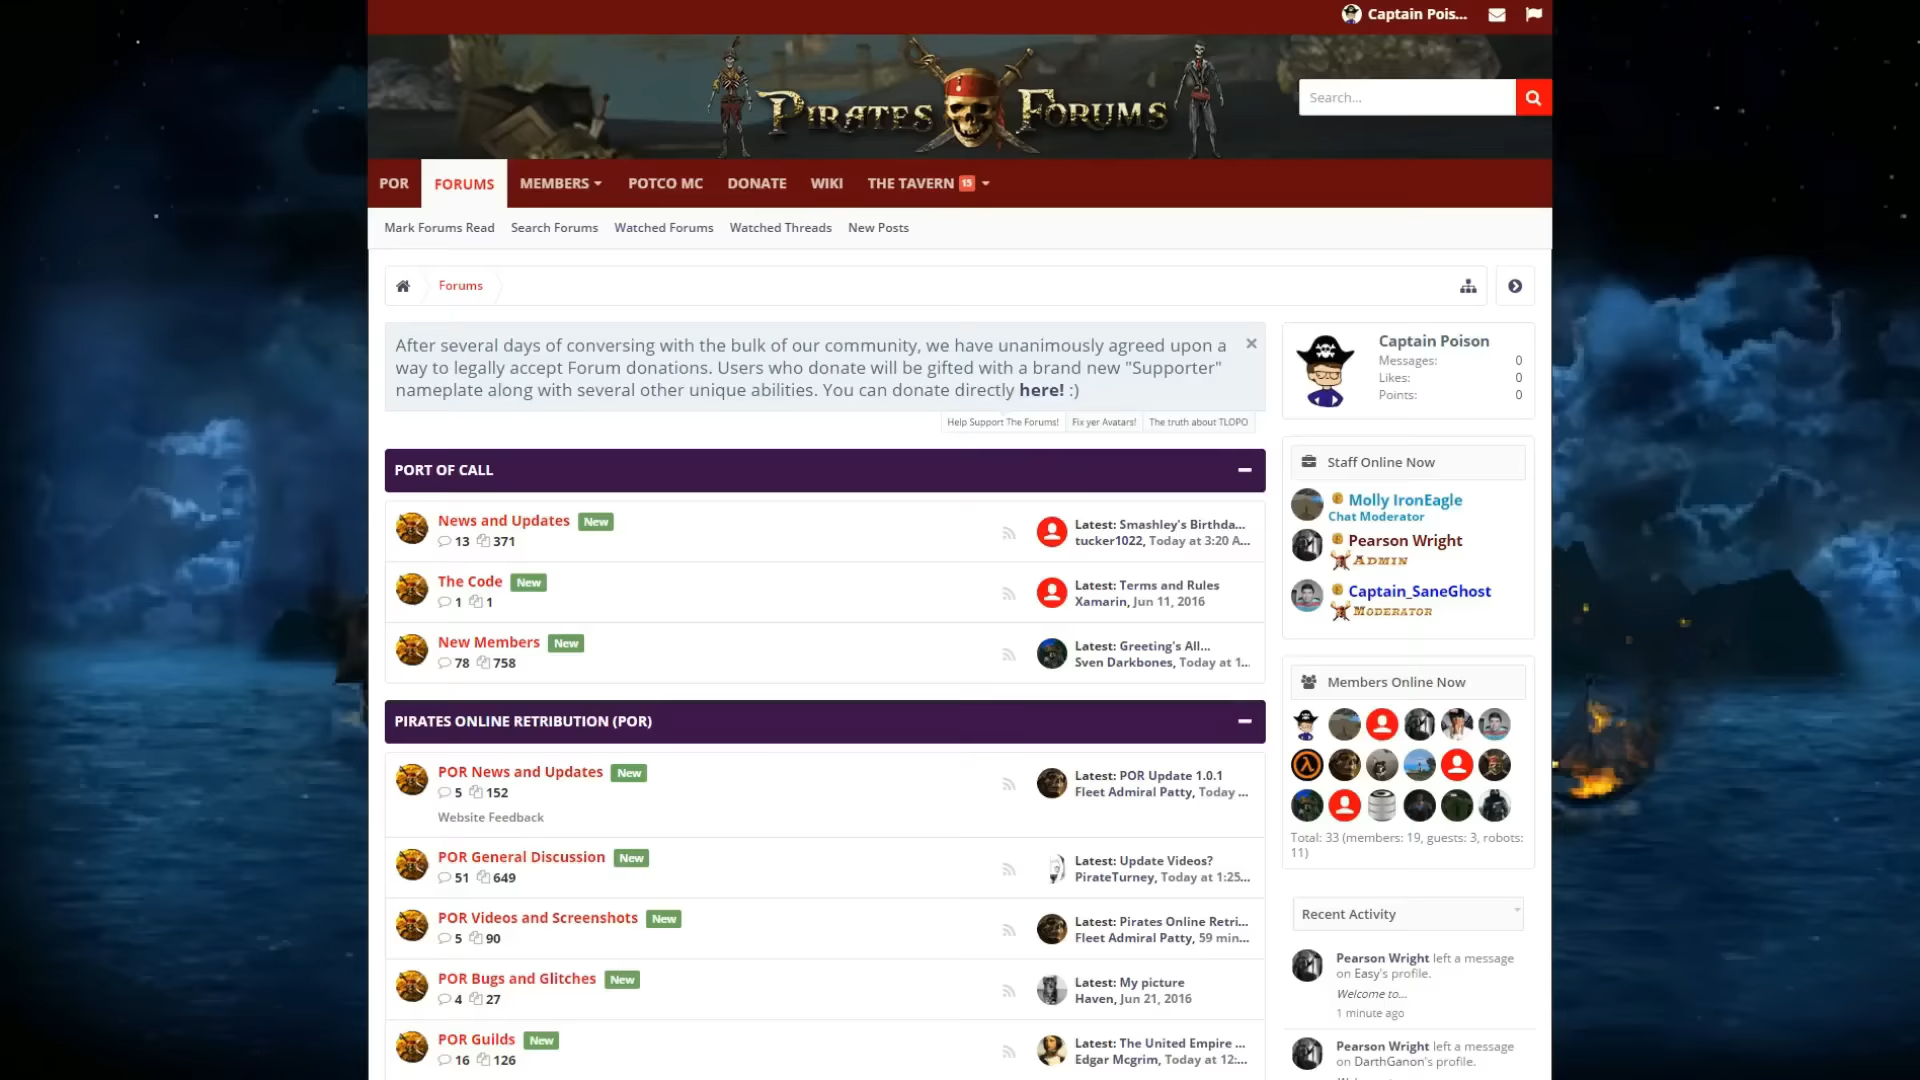 Captain Pois...
PIRATES FORUMS
Search...
POR FORUMS MEMBERS POTCO MC DONATE WIKI THE TAVERN 15
Mark Forums Read Search Forums Watched Forums Watched Threads New Posts
Forums
After several days of conversing with the bulk of our community, we have unanimously agreed upon a
way to legally accept Forum donations. Users who donate will be gifted with a brand new "Supporter"
nameplate along with several other unique abilities. You can donate directly here! :)
Help Support The Forums! Fix yer Avatars! The truth about TLOPO
PORT OF CALL
News and Updates New
13 371
Latest: Smashley's Birthda...
tucker1022, Today at 3:20 A...
The Code New
1 1
Latest: Terms and Rules
Xamarin, Jun 11, 2016
New Members New
78 758
Latest: Greeting's All...
Sven Darkbones, Today at 1...
PIRATES ONLINE RETRIBUTION (POR)
POR News and Updates New
5 152
Website Feedback
Latest: POR Update 1.0.1
Fleet Admiral Patty, Today ...
POR General Discussion New
51 649
Latest: Update Videos?
PirateTurney, Today at 1:25...
POR Videos and Screenshots New
5 90
Latest: Pirates Online Retri...
Fleet Admiral Patty, 59 min...
POR Bugs and Glitches New
4 27
Latest: My picture
Haven, Jun 21, 2016
POR Guilds New
16 126
Latest: The United Empire ...
Edgar Mcgrim, Today at 12:...
Captain Poison
Messages: 0
Likes: 0
Points: 0
Staff Online Now
Molly IronEagle
Chat Moderator
Pearson Wright
ADMIN
Captain_SaneGhost
MODERATOR
Members Online Now
Total: 33 (members: 19, guests: 3, robots:
11)
Recent Activity
Pearson Wright left a message
on Easy's profile.
Welcome to...
1 minute ago
Pearson Wright left a message
on DarthGanon's profile.